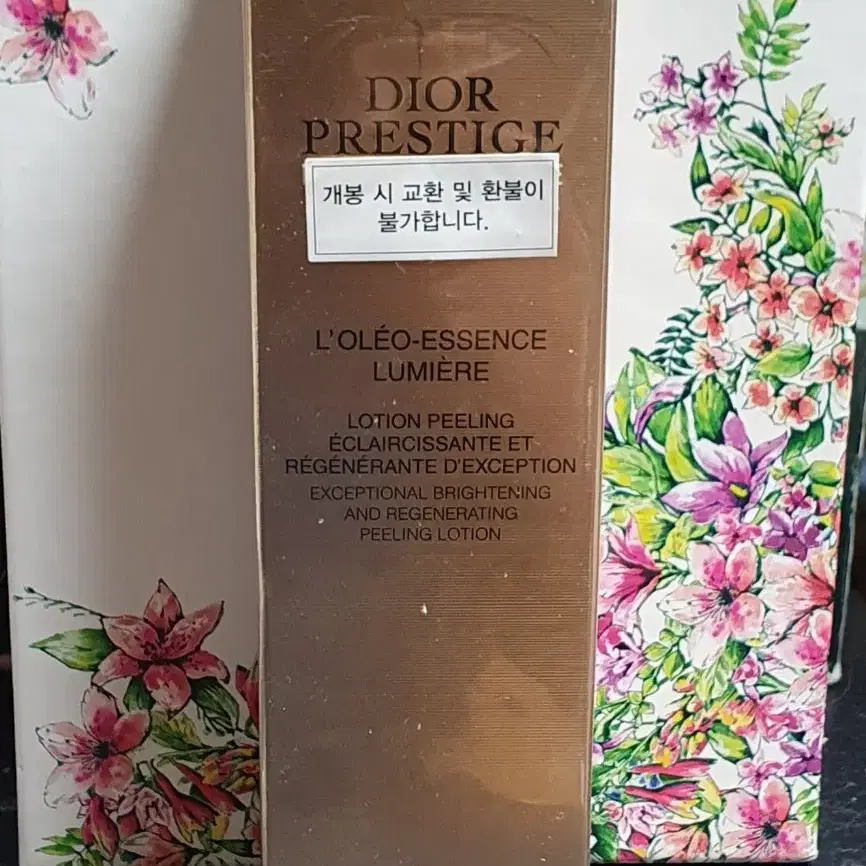 DIOR
PRESTIGE
개봉 시 교환 및 환불이
불가합니다.
L'OLÉO-ESSENCE
LUMIÈRE
LOTION PEELING
ÉCLAIRCISSANTE ET
RÉGÉNÉRANTE D'EXCEPTION
EXCEPTIONAL BRIGHTENING
AND REGENERATING
PEELING LOTION